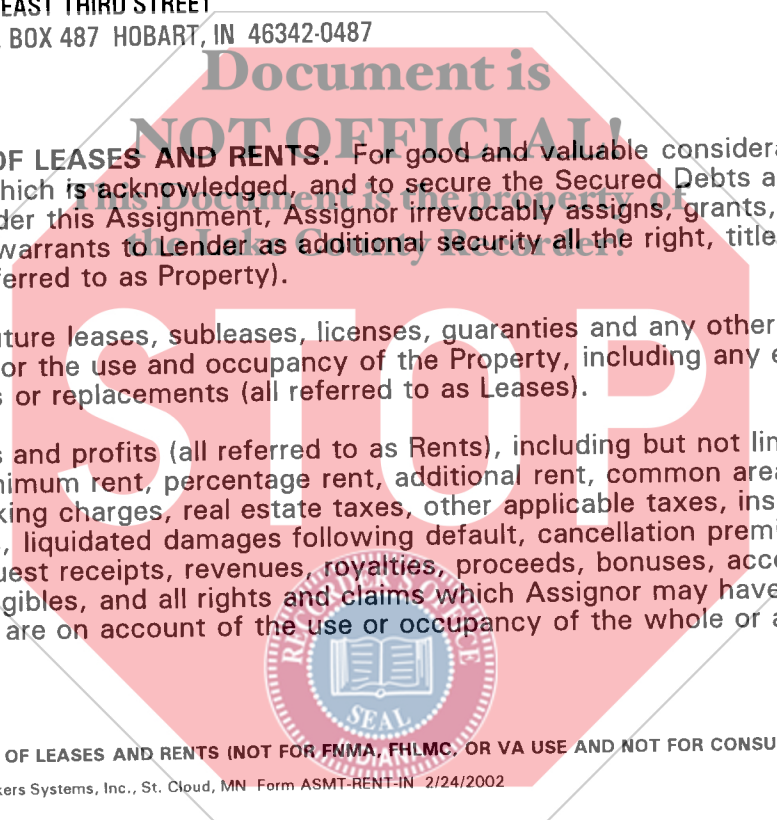 EAST THIRD STREET
BOX 487 HOBART, IN 46342-0487
Document is
NOT OFFICIAL!
OF LEASES AND RENTS. For good and valuable considera
hich is acknowledged, and to secure the Secured Debts a
This Document is the property of
der this Assignment, Assignor irrevocably assigns, grants,
warrants to Lender as additional security all the right, title
the Lake County Recorder!
erred to as Property).
uture leases, subleases, licenses, guaranties and any other
or the use and occupancy of the Property, including any e
s or replacements (all referred to as Leases).
STOP
s and profits (all referred to as Rents), including but not lim
nimum rent, percentage rent, additional rent, common area
king charges, real estate taxes, other applicable taxes, ins
, liquidated damages following default, cancellation premi
uest receipts, revenues, royalties, proceeds, bonuses, acco
gibles, and all rights and claims which Assignor may have
are on account of the use or occupancy of the whole or a
RECORDER'S OFFICE
SEAL
INDIANA
OF LEASES AND RENTS (NOT FOR FNMA, FHLMC, OR VA USE AND NOT FOR CONSU
kers Systems, Inc., St. Cloud, MN Form ASMT-RENT-IN 2/24/2002